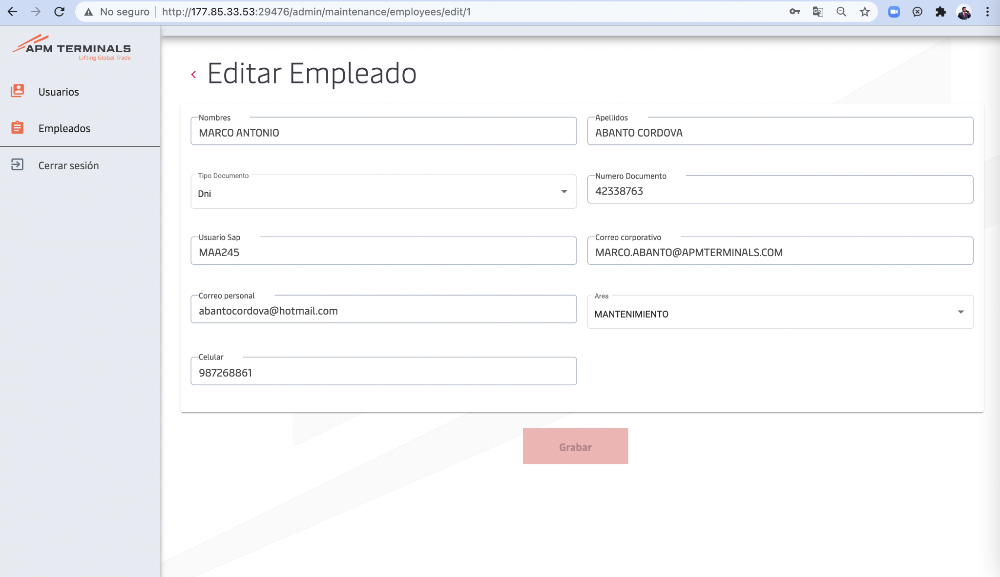 No seguro
http://177.85.33.53:29476/admin/maintenance/employees/edit/1
APM TERMINALS
Lifting Global Trade
Usuarios
Empleados
Cerrar sesión
Editar Empleado
Nombres
MARCO ANTONIO
Apellidos
ABANTO CORDOVA
Tipo Documento
Dni
Numero Documento
42338763
Usuario Sap
MAA245
Correo corporativo
MARCO.ABANTO@APMTERMINALS.COM
Correo personal
abantocordova@hotmail.com
Área
MANTENIMIENTO
Celular
987268861
Grabar